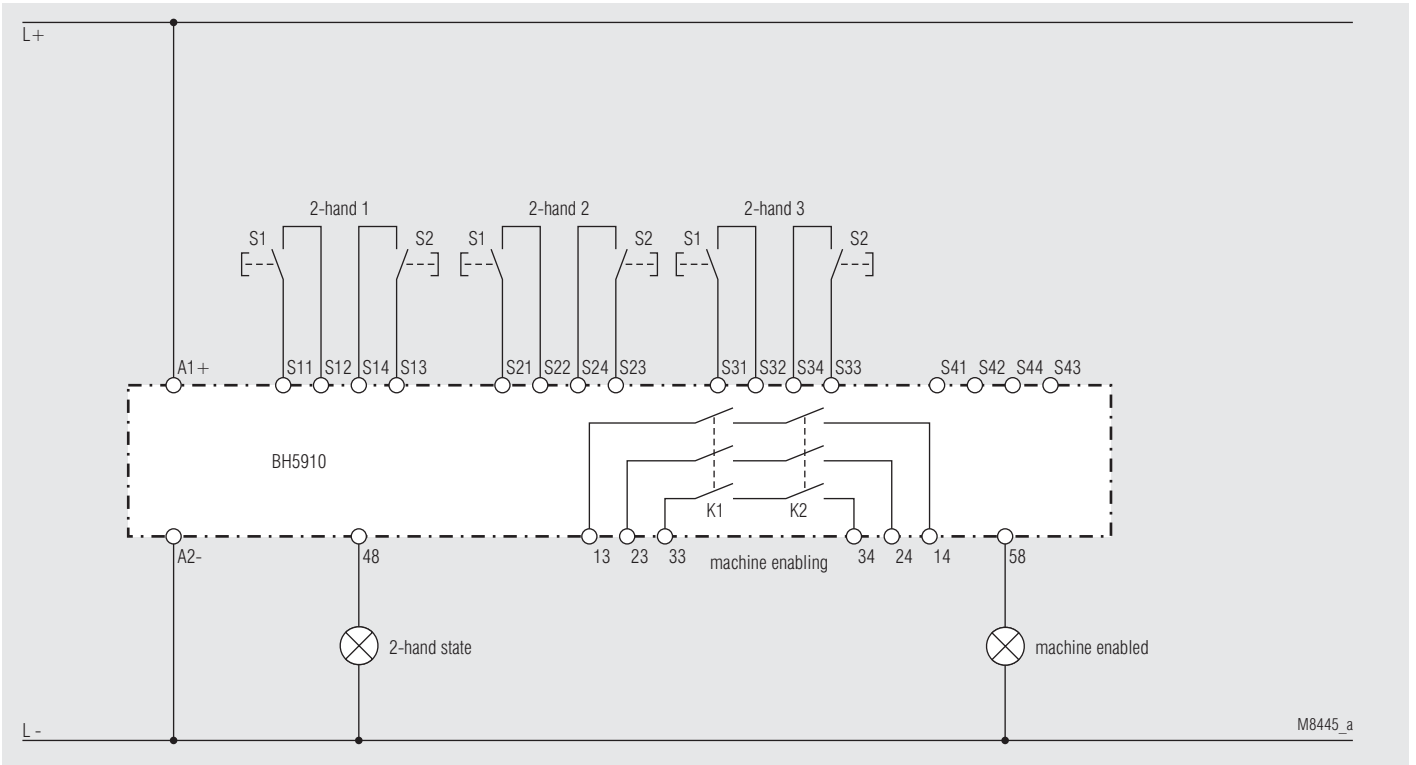 L+
2-hand 1
2-hand 2
2-hand 3
S1
S2
S1
S2
S1
S2
A1+
S11
S12
S14
S13
S21
S22
S24
S23
S31
S32
S34
S33
S41
S42
S44
S43
BH5910
K1
K2
A2-
48
13
23
33
machine enabling
34
24
14
58
2-hand state
machine enabled
L -
M8445_a